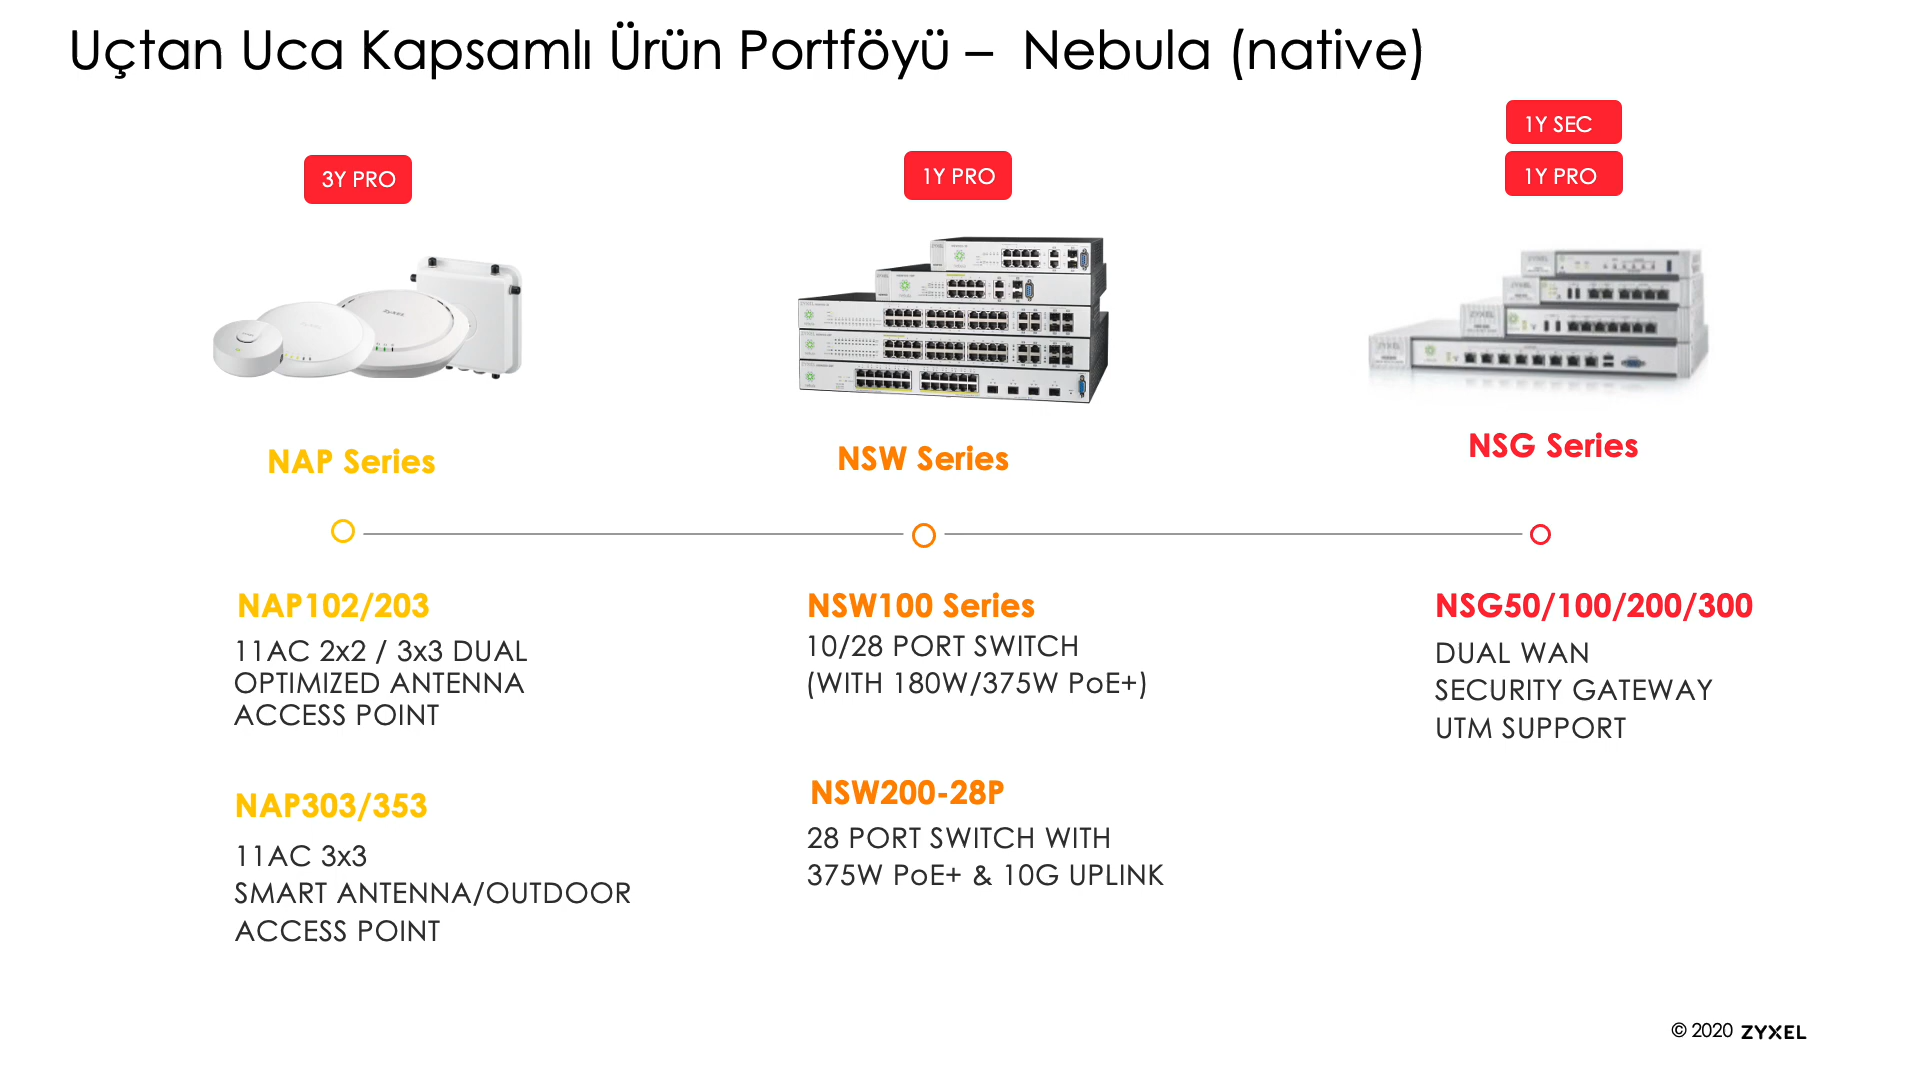 Uçtan Uca Kapsamlı Ürün Portföyü – Nebula (native)
3Y PRO
1Y PRO
1Y SEC
1Y PRO
ZYXEL
ZYXEL
NAP Series
NSW Series
NSG Series
NAP102/203
11AC 2x2 / 3x3 DUAL
OPTIMIZED ANTENNA
ACCESS POINT
NAP303/353
11AC 3x3
SMART ANTENNA/OUTDOOR
ACCESS POINT
NSW100 Series
10/28 PORT SWITCH
(WITH 180W/375W PoE+)
NSW200-28P
28 PORT SWITCH WITH
375W PoE+ & 10G UPLINK
NSG50/100/200/300
DUAL WAN
SECURITY GATEWAY
UTM SUPPORT
© 2020 ZYXEL